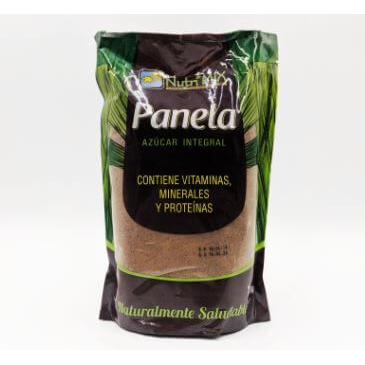 Panela
AZÚCAR INTEGRAL
CONTIENE VITAMINAS,
MINERALES
Y PROTEÍNAS
Naturalmente Saludable